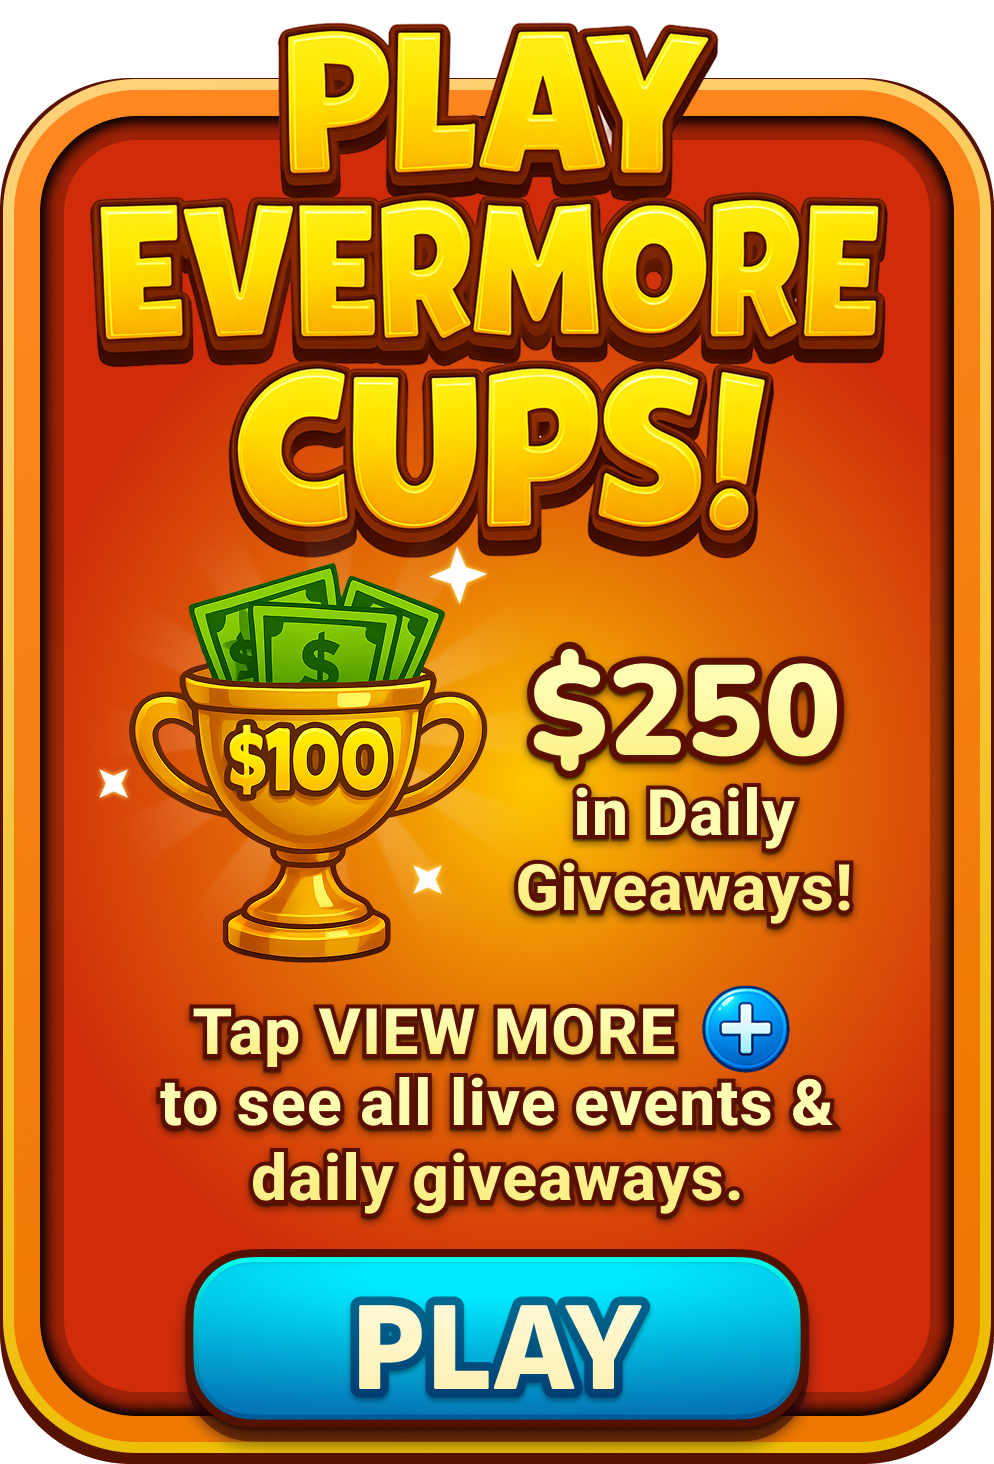 PLAY
EVERMORE
CUPS!
$ $
$100
$250
in Daily
Giveaways!
Tap VIEW MORE +
to see all live events &
daily giveaways.
PLAY